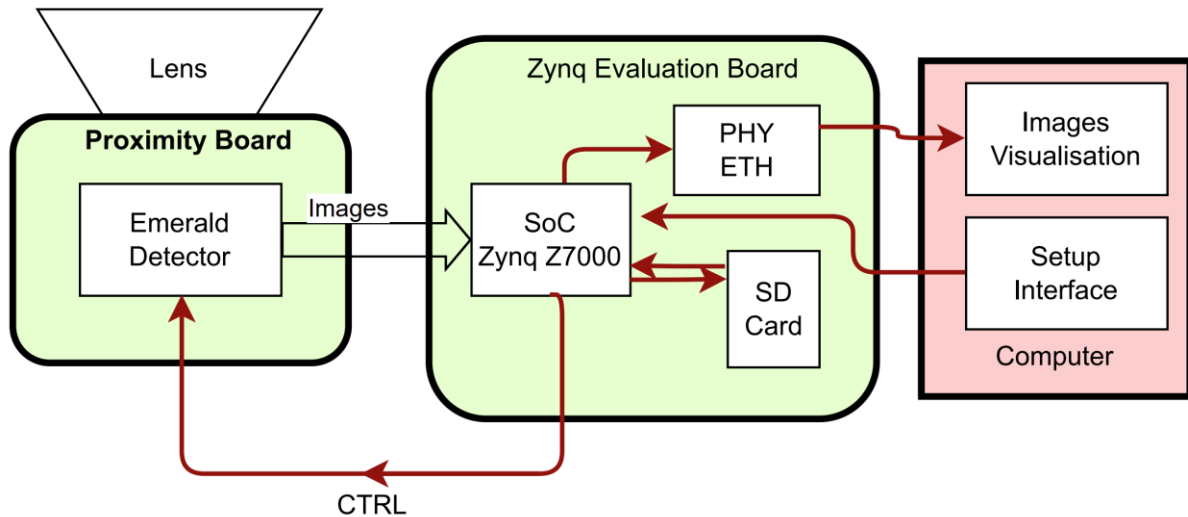 Lens
Proximity Board
Emerald
Detector
Images
Zynq Evaluation Board
PHY
ETH
SoC
Zynq Z7000
SD
Card
Images
Visualisation
Setup
Interface
Computer
CTRL